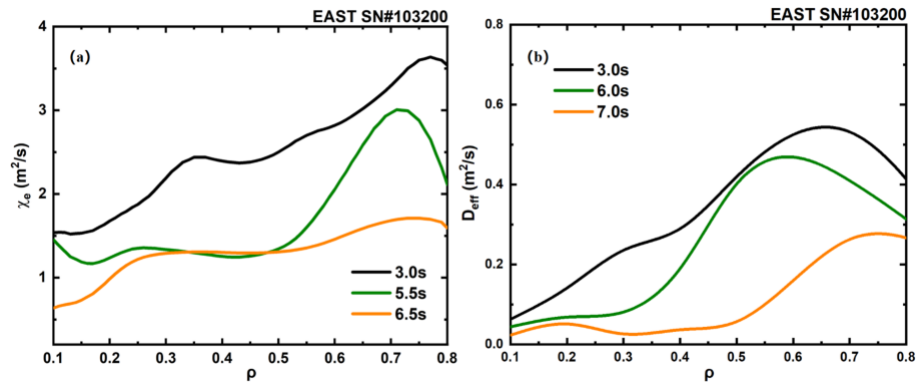 EAST SN#103200
(a)
χe (m²/s)
4
3
2
1
3.0s
5.5s
6.5s
0.1 0.2 0.3 0.4 0.5 0.6 0.7 0.8
ρ
EAST SN#103200
(b)
Deff (m²/s)
0.8
0.6
0.4
0.2
0.0
3.0s
6.0s
7.0s
0.1 0.2 0.3 0.4 0.5 0.6 0.7 0.8
ρ